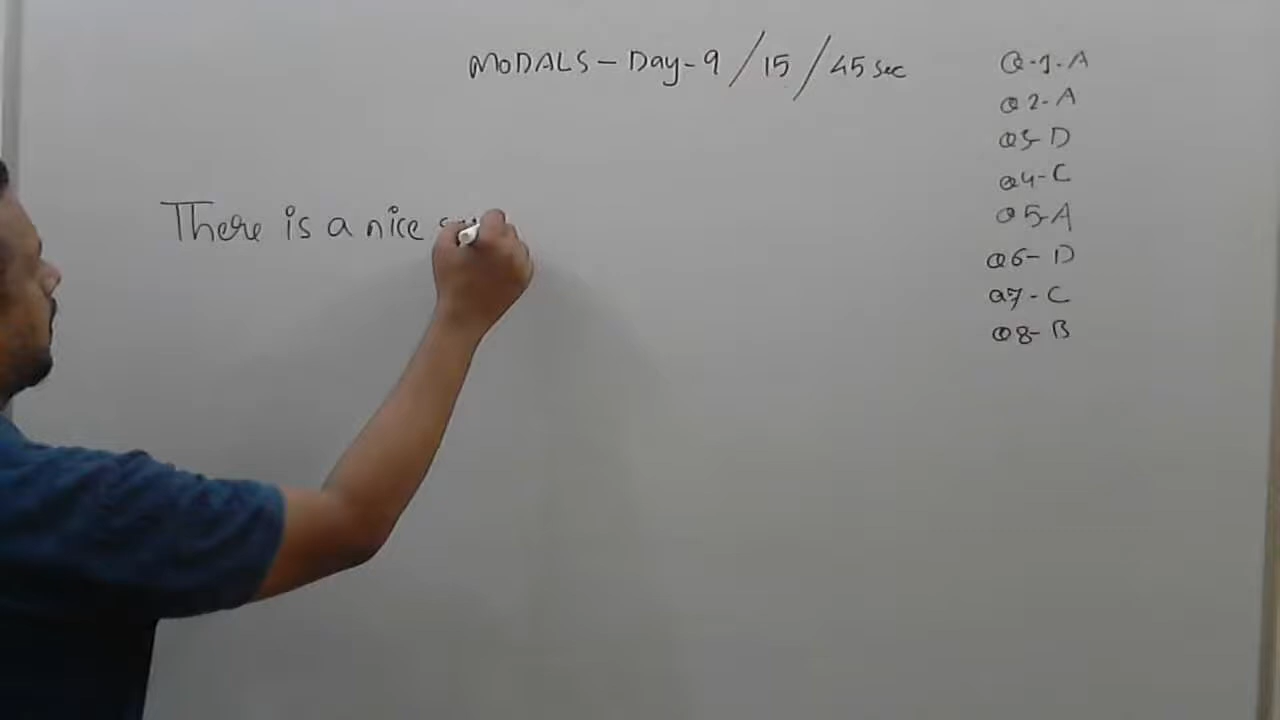 MODALS - Day - 9 / 15 / 45 sec
Q-1-A
Q2-A
Q3-D
Q4-C
Q5-A
Q6-D
Q7-C
Q8-B
There is a nice